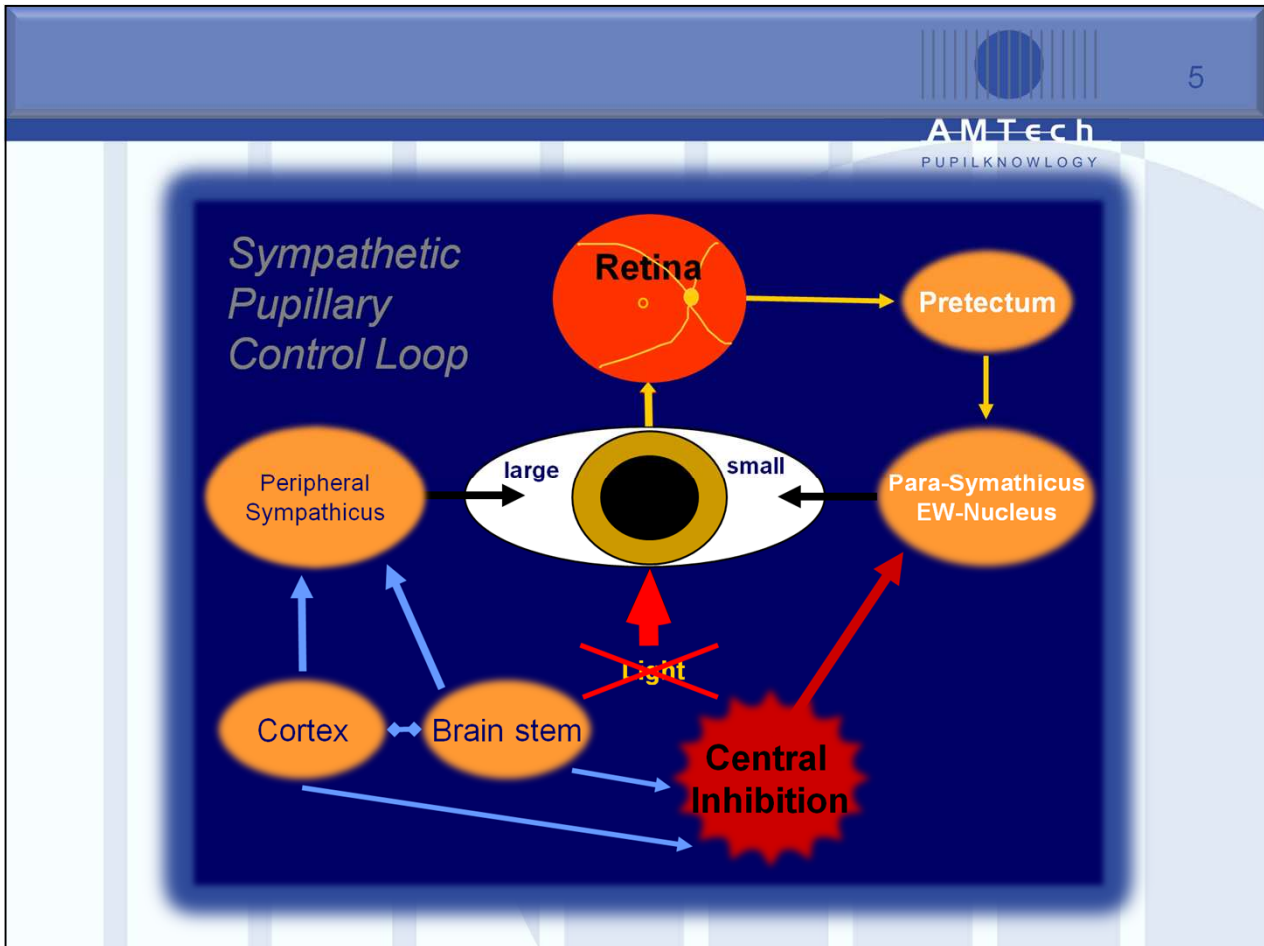 5
AMTech
PUPILKNOWLOGY
Sympathetic
Pupillary
Control Loop
Retina
Pretectum
large
small
Peripheral
Sympathicus
Para-Symathicus
EW-Nucleus
Light
Cortex
Brain stem
Central
Inhibition